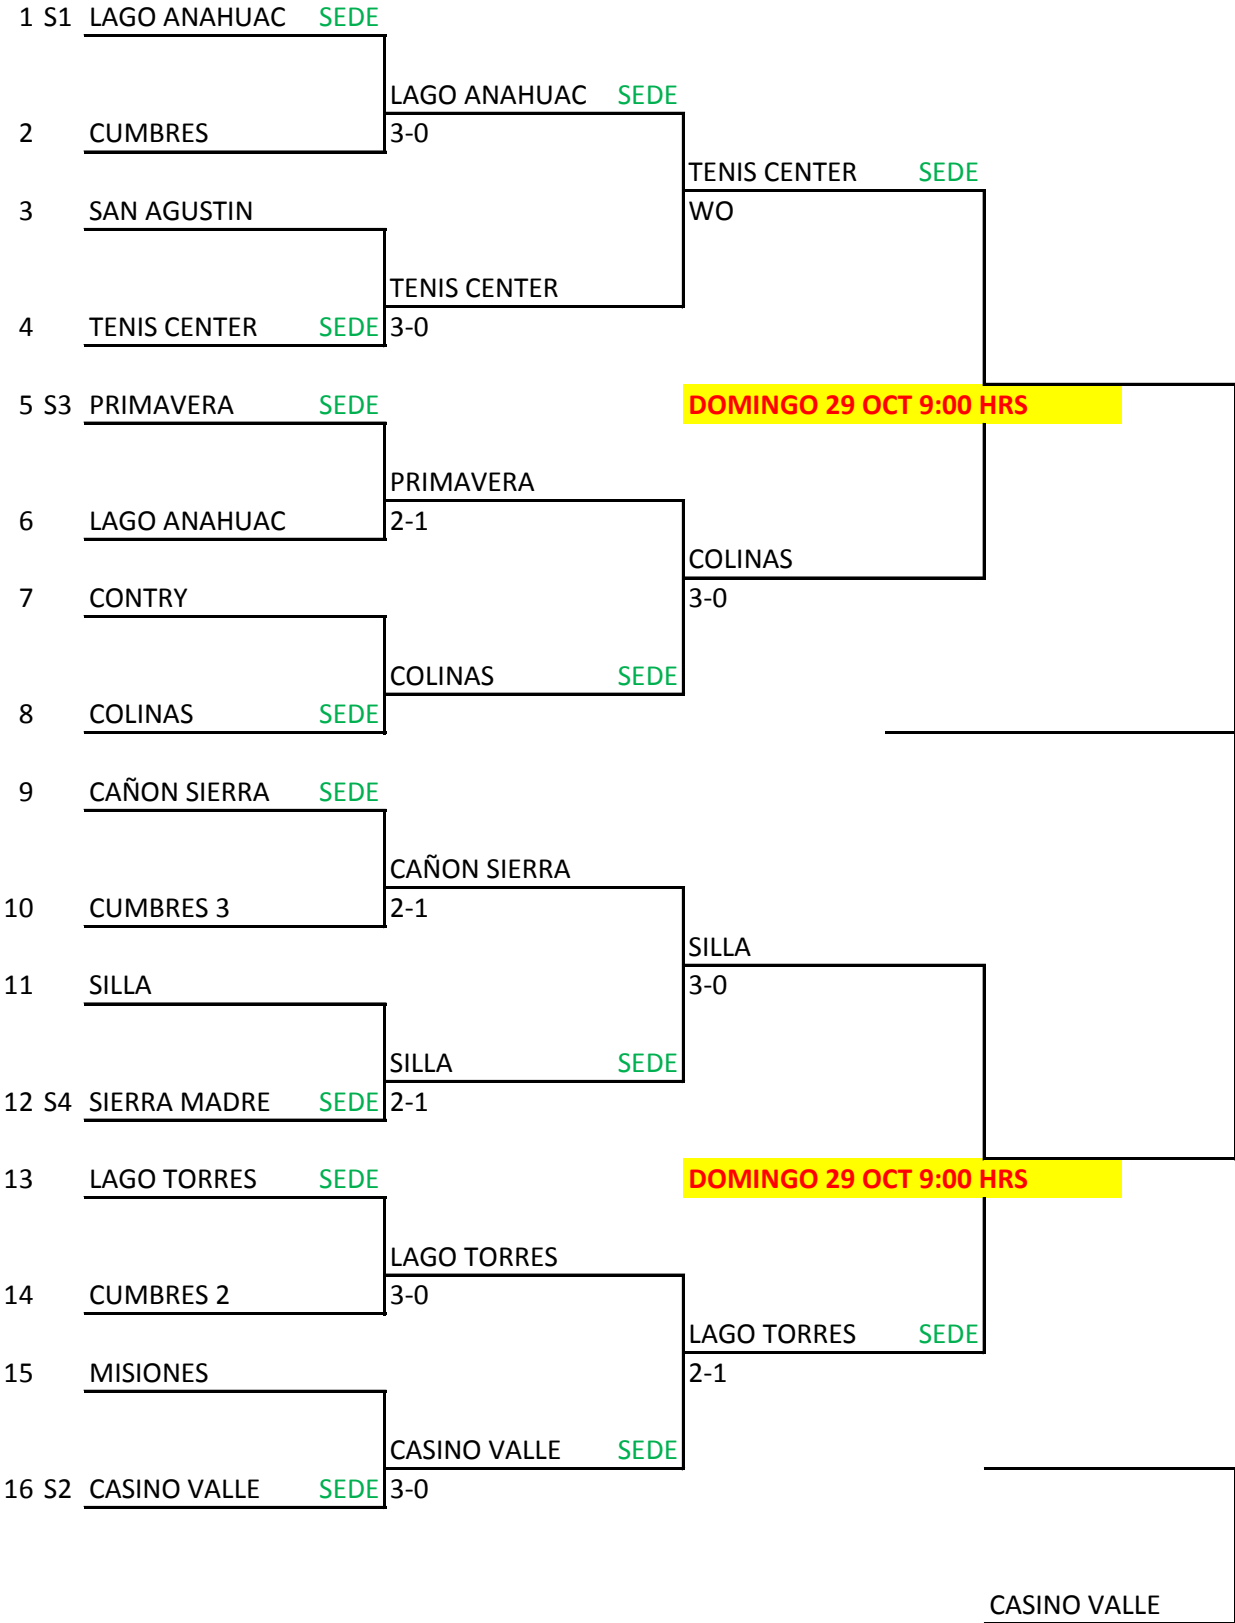 1 S1 LAGO ANAHUAC SEDE
LAGO ANAHUAC SEDE
2 CUMBRES 3-0
TENIS CENTER SEDE
3 SAN AGUSTIN WO
TENIS CENTER
4 TENIS CENTER SEDE 3-0
5 S3 PRIMAVERA SEDE DOMINGO 29 OCT 9:00 HRS
PRIMAVERA
6 LAGO ANAHUAC 2-1
COLINAS
7 CONTRY 3-0
COLINAS SEDE
8 COLINAS SEDE
9 CAÑON SIERRA SEDE
CAÑON SIERRA
10 CUMBRES 3 2-1
SILLA
11 SILLA 3-0
SILLA SEDE
12 S4 SIERRA MADRE SEDE 2-1
13 LAGO TORRES SEDE DOMINGO 29 OCT 9:00 HRS
LAGO TORRES
14 CUMBRES 2 3-0
LAGO TORRES SEDE
15 MISIONES 2-1
CASINO VALLE SEDE
16 S2 CASINO VALLE SEDE 3-0
CASINO VALLE